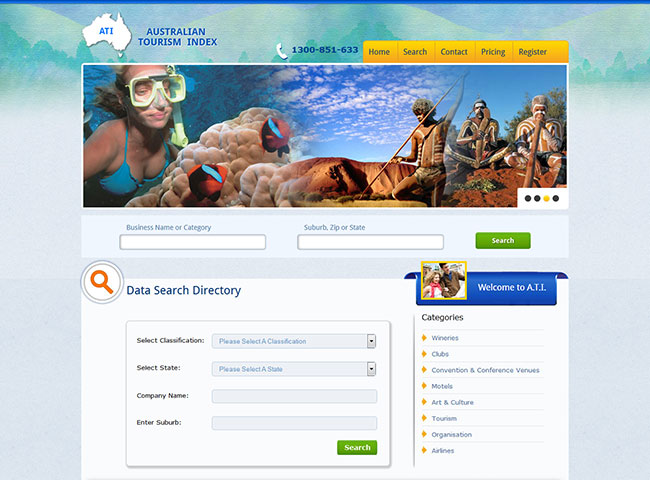 ATI
AUSTRALIAN
TOURISM INDEX
1300-851-633
Home
Search
Contact
Pricing
Register
Business Name or Category
Suburb, Zip or State
Search
Data Search Directory
Welcome to A.T.I.
Select Classification:
Please Select A Classification
Select State:
Please Select A State
Company Name:
Enter Suburb:
Search
Categories
Wineries
Clubs
Convention & Conference Venues
Motels
Art & Culture
Tourism
Organisation
Airlines